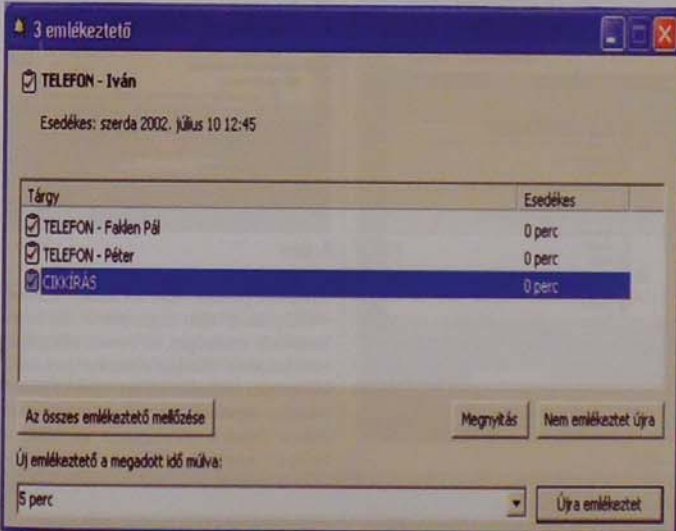 3 emlékeztető
TELEFON - Iván
Esedékes: szerda 2002. július 10 12:45
Tárgy Esedékes
TELEFON - Faklen Pál 0 perc
TELEFON - Péter 0 perc
CIKKÍRÁS 0 perc
Az összes emlékeztető mellőzése Megnyitás Nem emlékeztet újra
Új emlékeztető a megadott idő múlva:
5 perc Újra emlékeztet